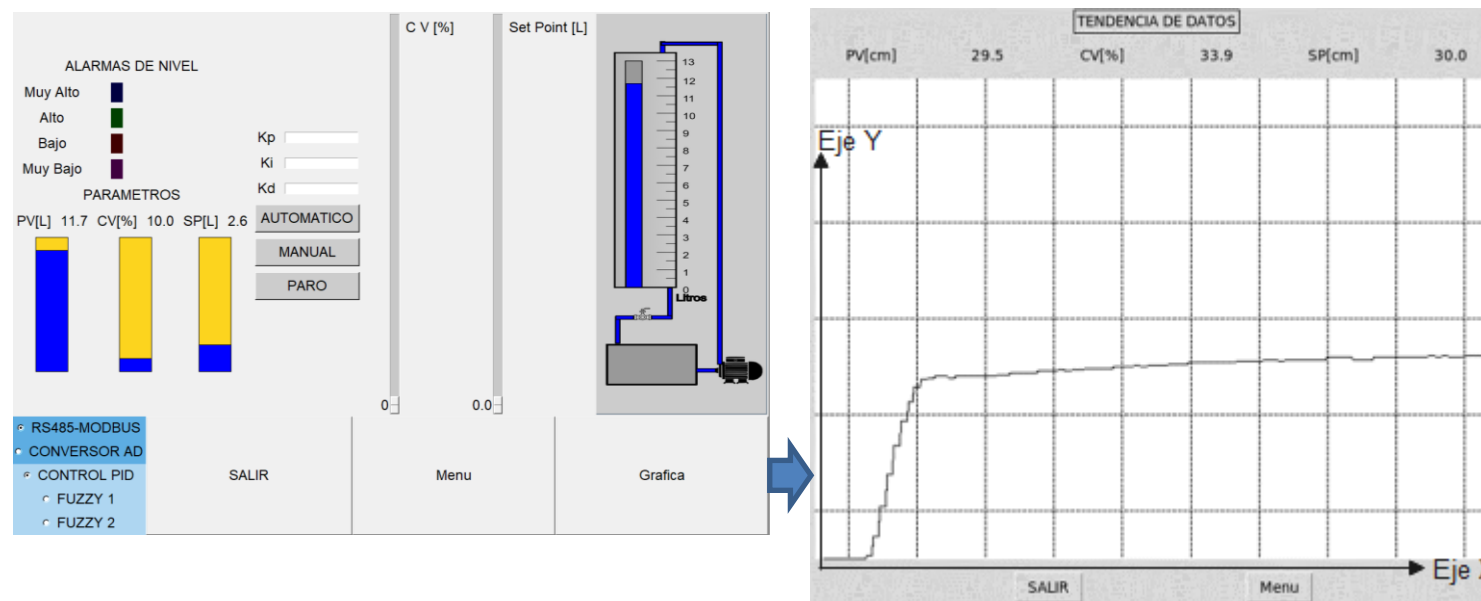 C V [%]
Set Point [L]
ALARMAS DE NIVEL
Muy Alto
Alto
Bajo
Muy Bajo
Kp
Ki
Kd
PARAMETROS
PV[L] 11.7 CV[%] 10.0 SP[L] 2.6
AUTOMATICO
MANUAL
PARO
0
0.0
13
12
11
10
9
8
7
6
5
4
3
2
1
0
Litros
RS485-MODBUS
CONVERSOR AD
CONTROL PID
FUZZY 1
FUZZY 2
SALIR
Menu
Grafica
TENDENCIA DE DATOS
PV[cm] 29.5 CV[%] 33.9 SP[cm] 30.0
Eje Y
Eje X
SALIR
Menu